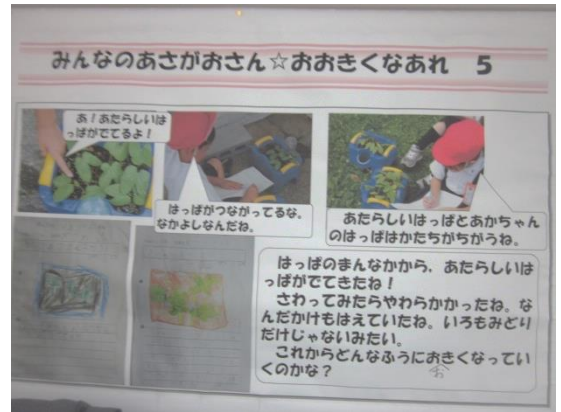 みんなのあさがおさん☆おおきくなあれ 5
あ！あたらしいは
っぱがでてるよ！
はっぱがつながってるな。
なかよしなんだね。
あたらしいはっぱとあかちゃん
のはっぱはかたちがちがうね。
はっぱのまんなかから、あたらしいは
っぱがでてきたね！
さわってみたらやわらかかったね。な
んだかけもはえていたね。いろもみどり
だけじゃないみたい。
これからどんなふうにおきくなってい
お
くのかな？